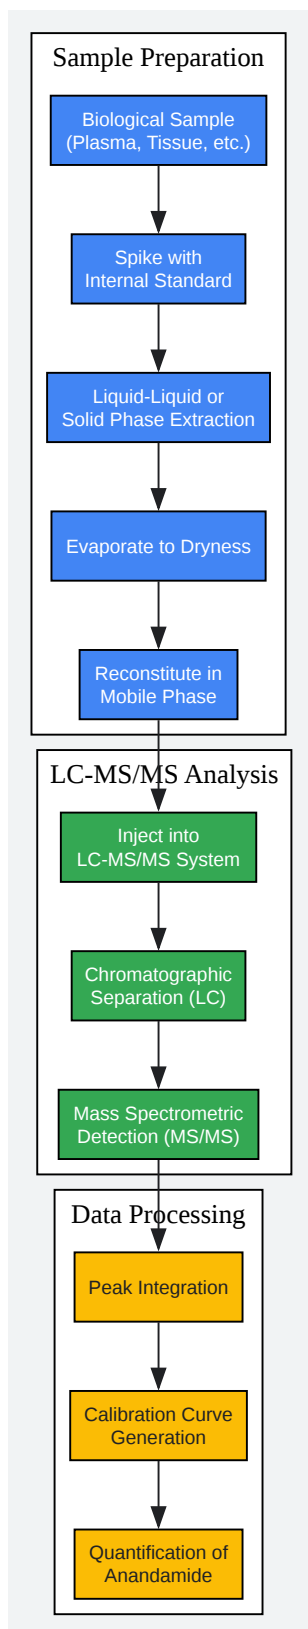 Sample Preparation
Biological Sample
(Plasma, Tissue, etc.)
Spike with
Internal Standard
Liquid-Liquid or
Solid Phase Extraction
Evaporate to Dryness
Reconstitute in
Mobile Phase
LC-MS/MS Analysis
Inject into
LC-MS/MS System
Chromatographic
Separation (LC)
Mass Spectrometric
Detection (MS/MS)
Data Processing
Peak Integration
Calibration Curve
Generation
Quantification of
Anandamide